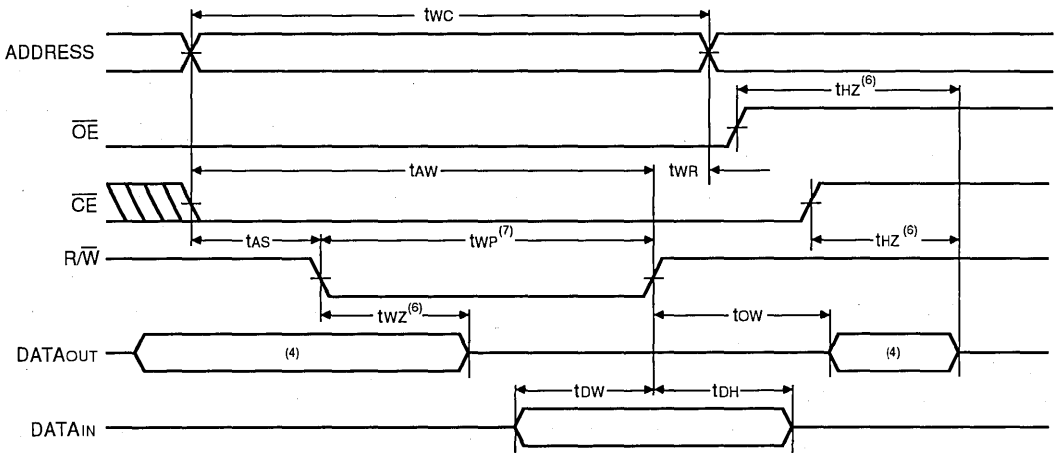 tWC
ADDRESS
tHZ(6)
OE
tAW
tWR
CE
tAS
tWP(7)
tHZ(6)
R/W
tWZ(6)
tOW
DATAOUT
(4)
(4)
tDW
tDH
DATAIN